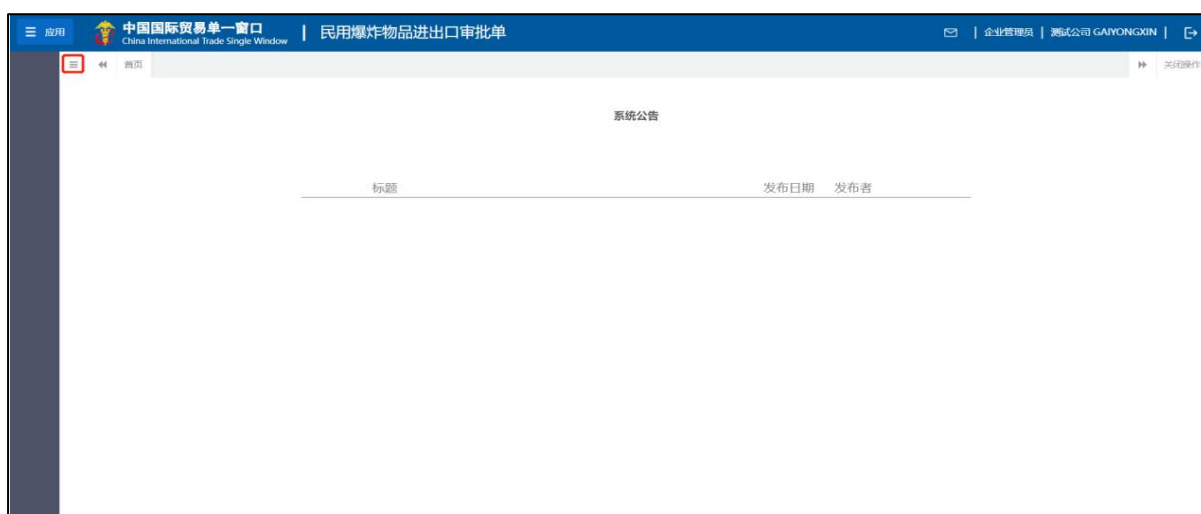 应用
中国国际贸易单一窗口
China International Trade Single Window
| 民用爆炸物品进出口审批单
| 企业管理员 | 测试公司 GAIYONGXIN |
首页
关闭操作
系统公告
标题 发布日期 发布者